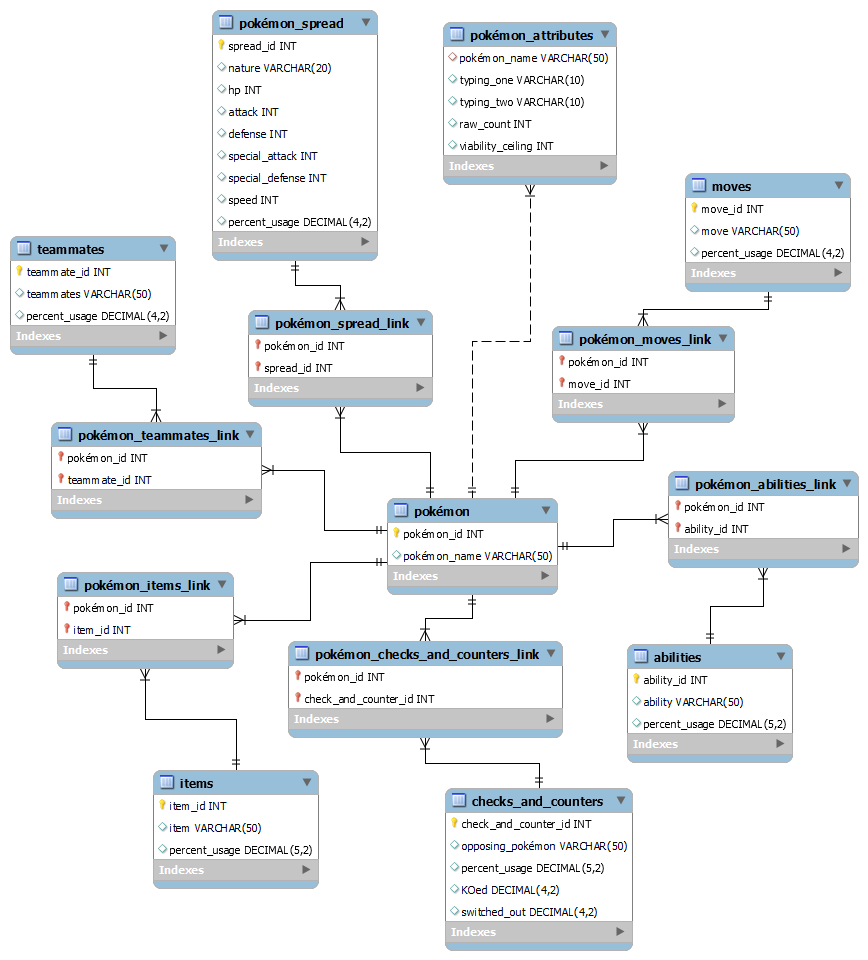 pokémon_spread
spread_id INT
nature VARCHAR(20)
hp INT
attack INT
defense INT
special_attack INT
special_defense INT
speed INT
percent_usage DECIMAL(4,2)
Indexes
pokémon_attributes
pokémon_name VARCHAR(50)
typing_one VARCHAR(10)
typing_two VARCHAR(10)
raw_count INT
viability_ceiling INT
Indexes
moves
move_id INT
move VARCHAR(50)
percent_usage DECIMAL(4,2)
Indexes
teammates
teammate_id INT
teammates VARCHAR(50)
percent_usage DECIMAL(4,2)
Indexes
pokémon_spread_link
pokémon_id INT
spread_id INT
Indexes
pokémon_moves_link
pokémon_id INT
move_id INT
Indexes
pokémon_teammates_link
pokémon_id INT
teammate_id INT
Indexes
pokémon
pokémon_id INT
pokémon_name VARCHAR(50)
Indexes
pokémon_abilities_link
pokémon_id INT
ability_id INT
Indexes
pokémon_items_link
pokémon_id INT
item_id INT
Indexes
pokémon_checks_and_counters_link
pokémon_id INT
check_and_counter_id INT
Indexes
abilities
ability_id INT
ability VARCHAR(50)
percent_usage DECIMAL(5,2)
Indexes
items
item_id INT
item VARCHAR(50)
percent_usage DECIMAL(5,2)
Indexes
checks_and_counters
check_and_counter_id INT
opposing_pokémon VARCHAR(50)
percent_usage DECIMAL(5,2)
KOed DECIMAL(4,2)
switched_out DECIMAL(4,2)
Indexes